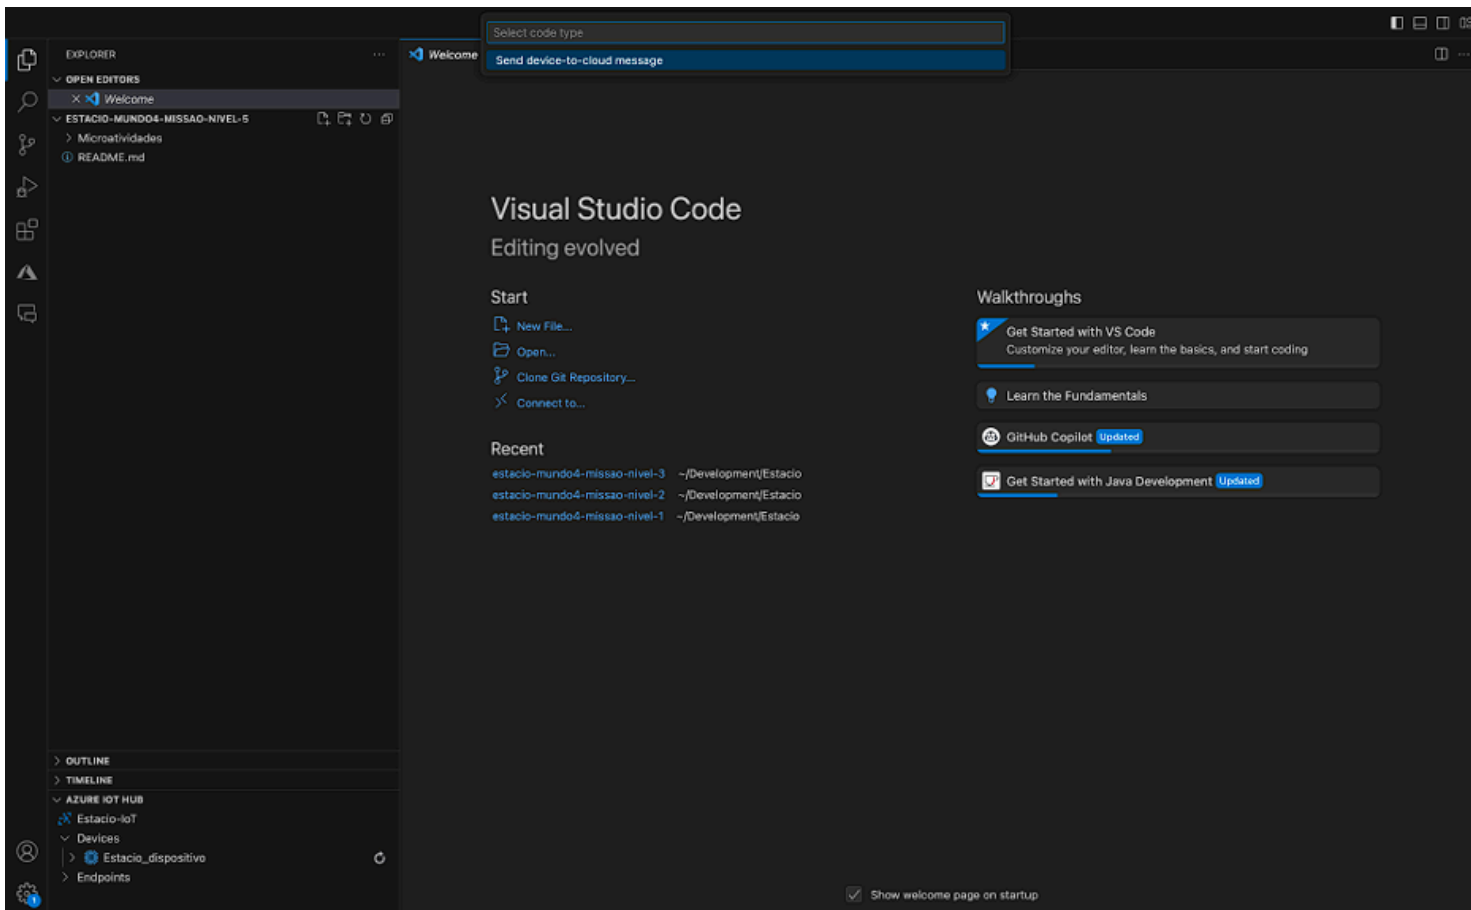 Select code type
Send device-to-cloud message
EXPLORER
Welcome
OPEN EDITORS
Welcome
ESTACIO-MUNDO4-MISSAO-NIVEL-5
Microatividades
README.md
Visual Studio Code
Editing evolved
Start
New File...
Open...
Clone Git Repository...
Connect to...
Recent
estacio-mundo4-missao-nivel-3 ~/Development/Estacio
estacio-mundo4-missao-nivel-2 ~/Development/Estacio
estacio-mundo4-missao-nivel-1 ~/Development/Estacio
Walkthroughs
Get Started with VS Code
Customize your editor, learn the basics, and start coding
Learn the Fundamentals
GitHub Copilot Updated
Get Started with Java Development Updated
OUTLINE
TIMELINE
AZURE IOT HUB
Estacio-IoT
Devices
Estacio_dispositivo
Endpoints
1
Show welcome page on startup